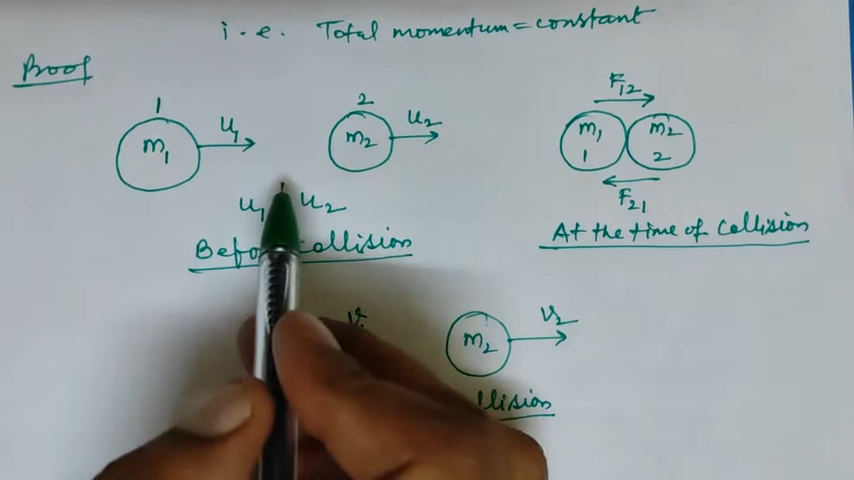 i.e. Total momentum = constant
Proof
1
m1
u1
2
m2
u2
F12
m1
1
m2
2
F21
u1 u2
collision
At the time of collision
m2
v2